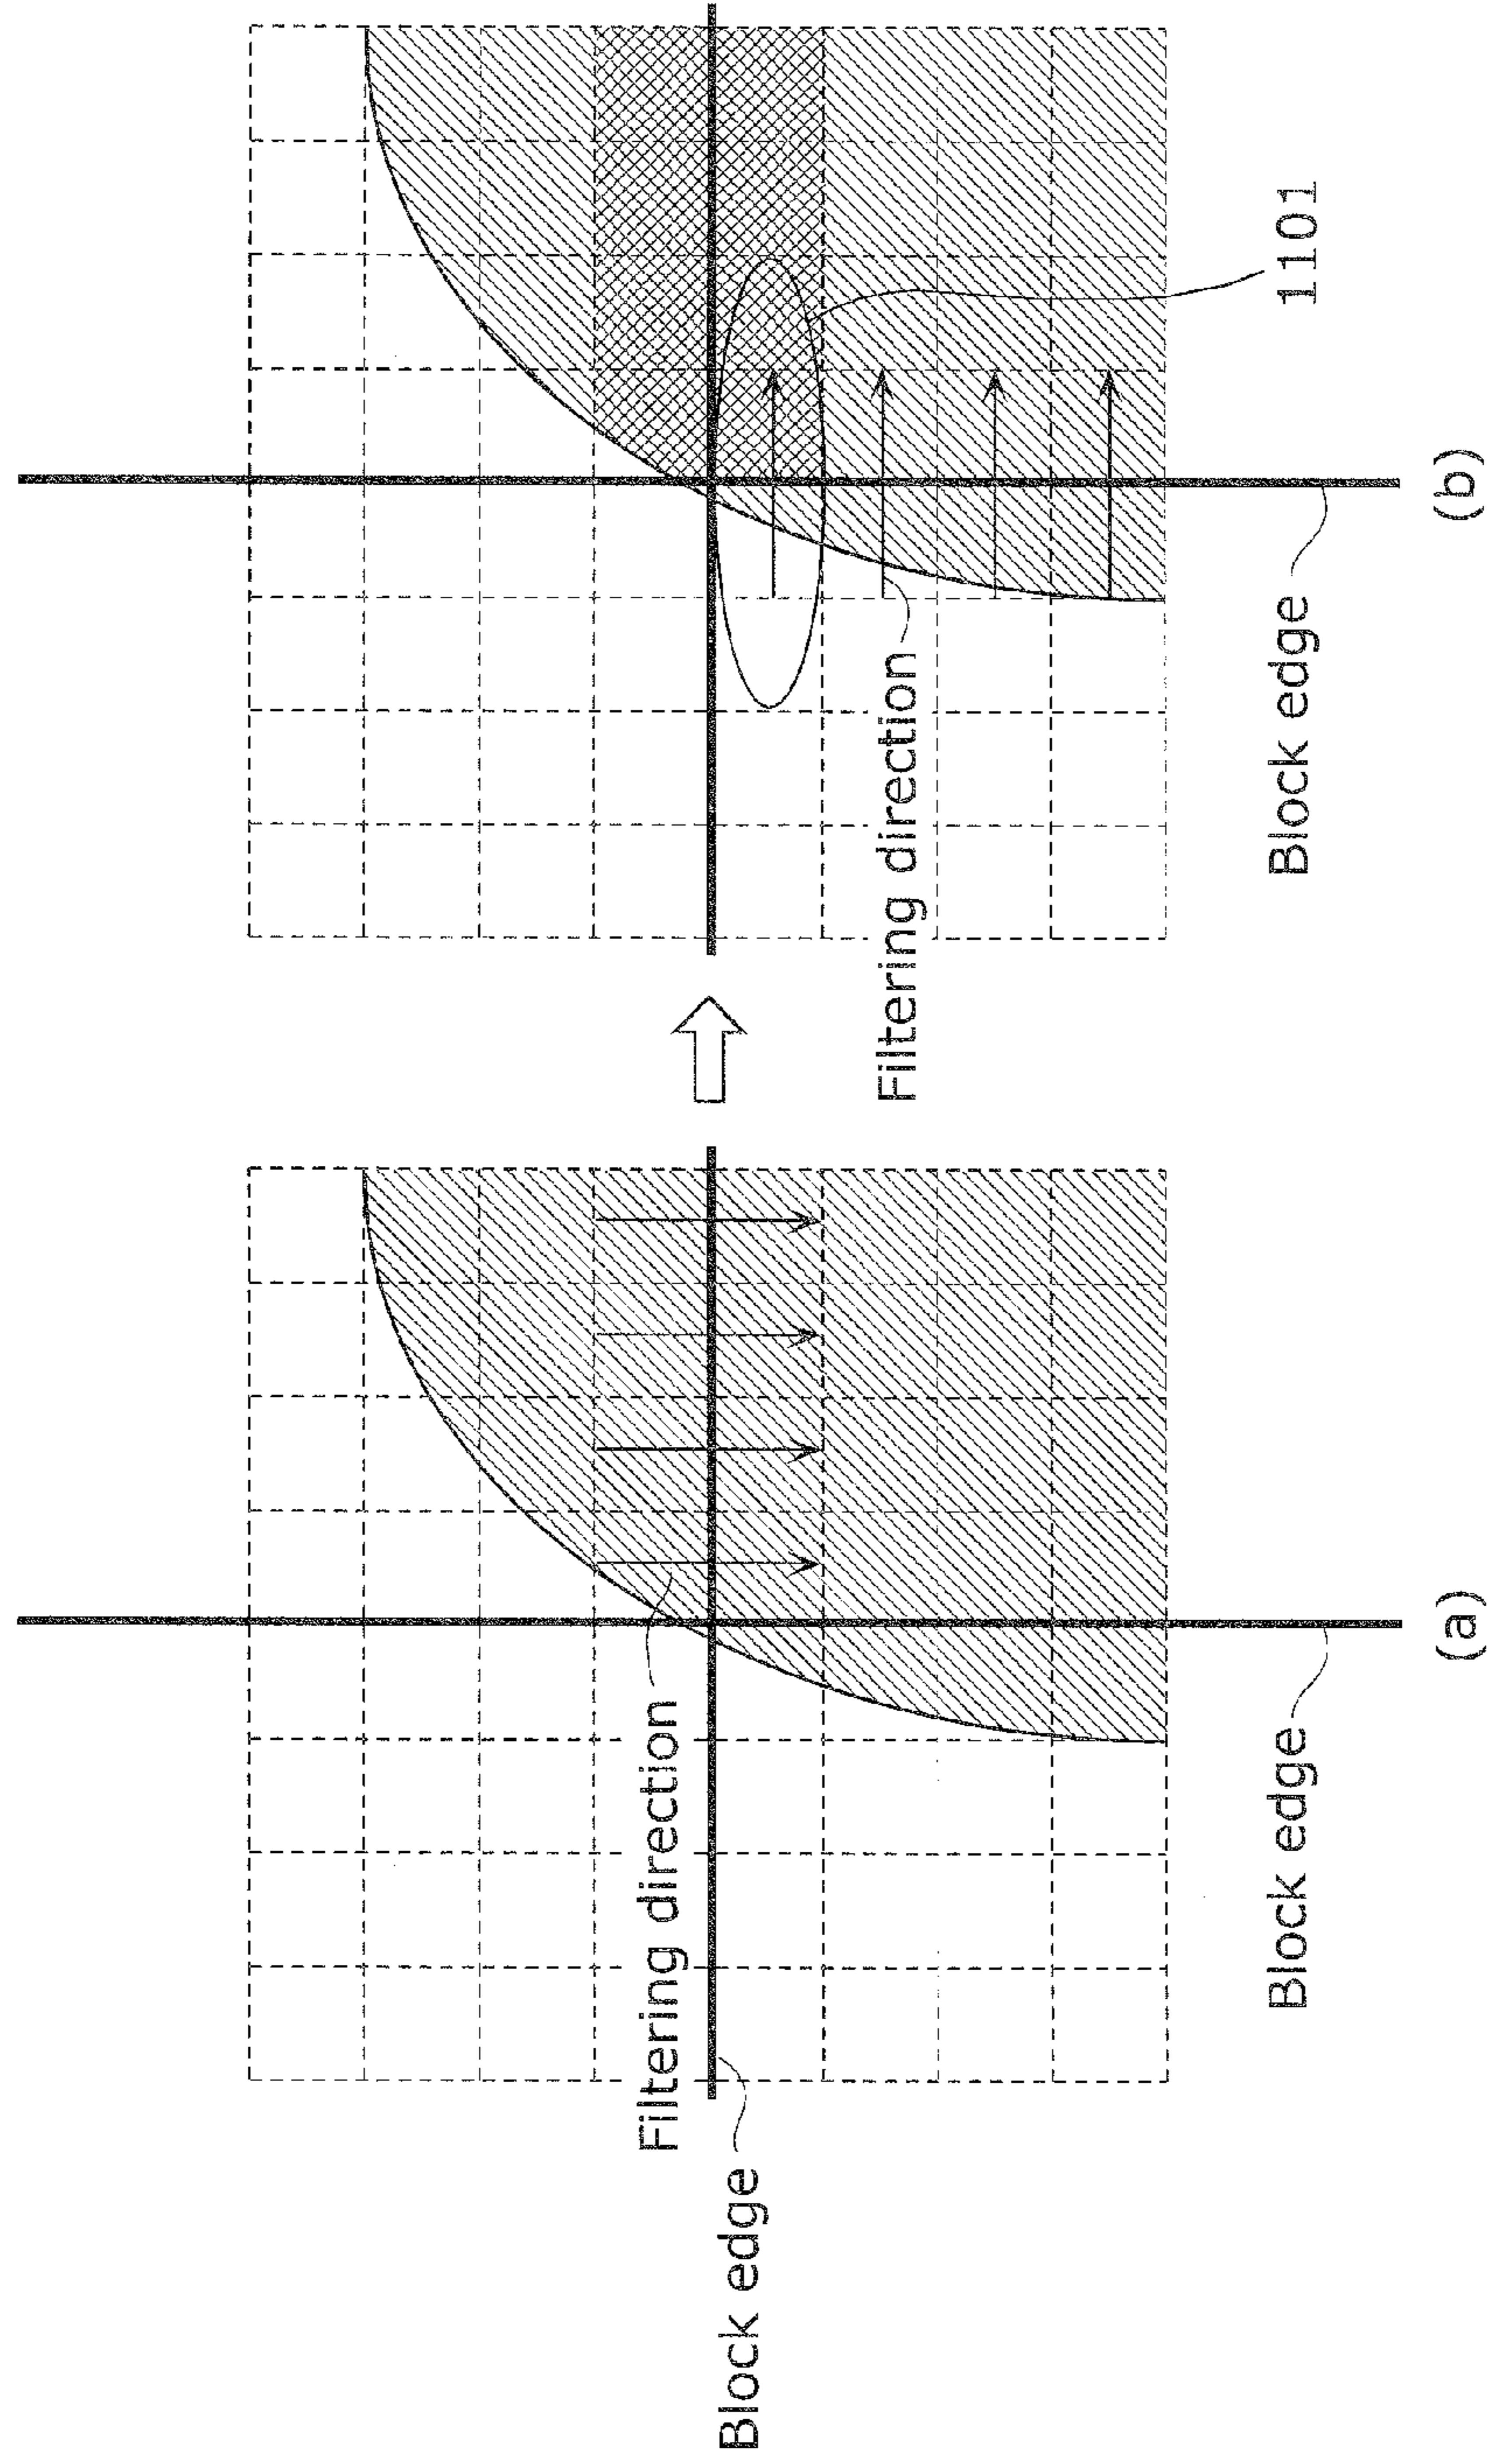 Filtering direction
Block edge
Block edge
(a)
Filtering direction
Block edge
1101
(b)